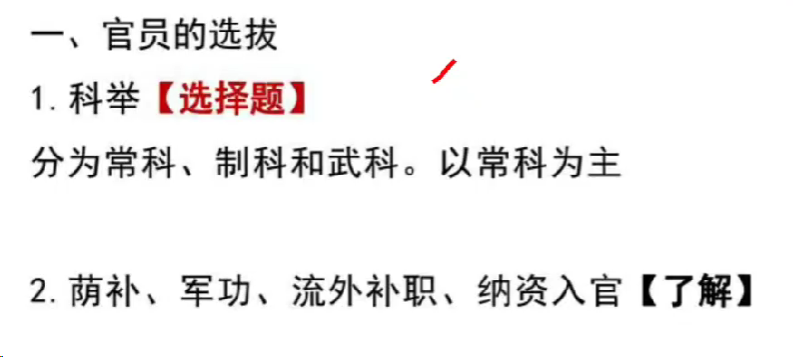 一、官员的选拔
1. 科举【选择题】
分为常科、制科和武科。以常科为主
2. 荫补、军功、流外补职、纳资入官【了解】